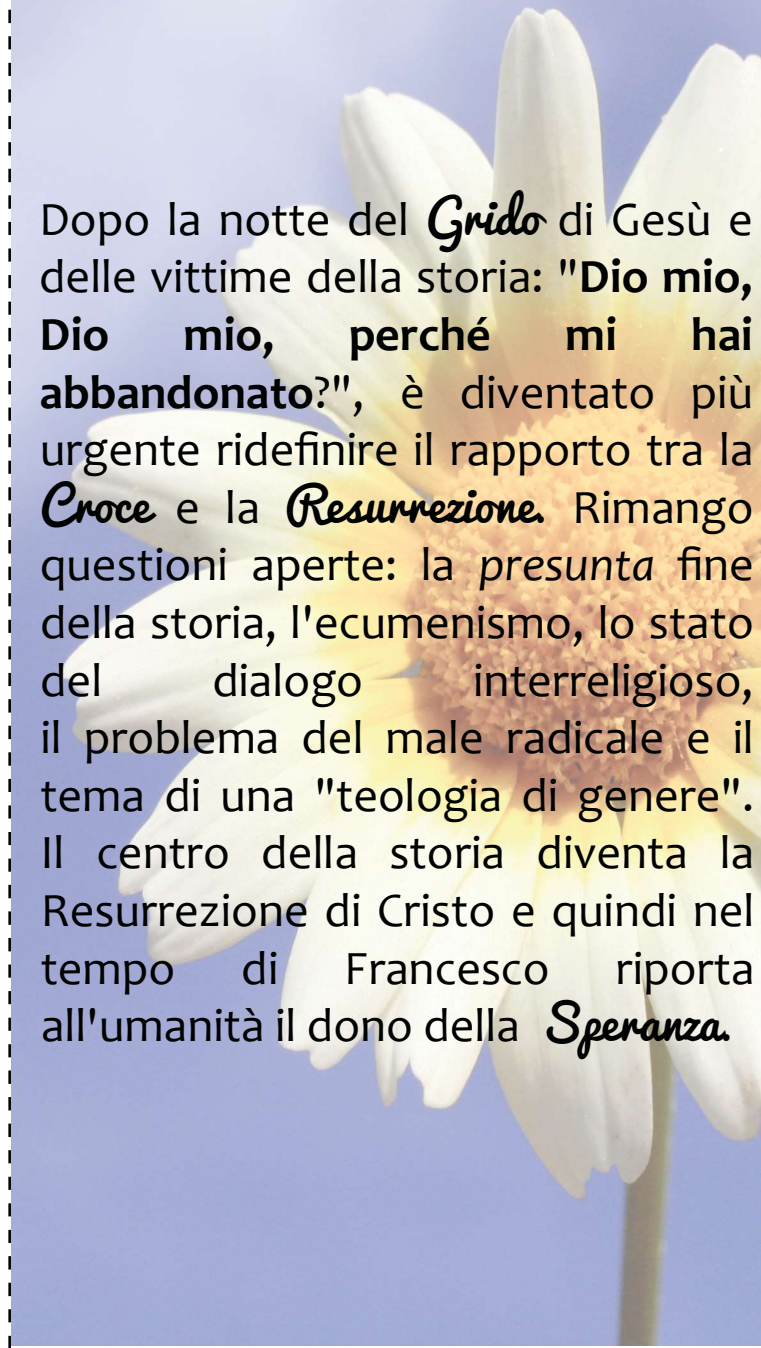 Dopo la notte del Grido di Gesù e
delle vittime della storia: "Dio mio,
Dio mio, perché mi hai
abbandonato?", è diventato più
urgente ridefinire il rapporto tra la
Croce e la Resurrezione. Rimango
questioni aperte: la presunta fine
della storia, l'ecumenismo, lo stato
del dialogo interreligioso,
il problema del male radicale e il
tema di una "teologia di genere".
Il centro della storia diventa la
Resurrezione di Cristo e quindi nel
tempo di Francesco riporta
all'umanità il dono della Speranza.